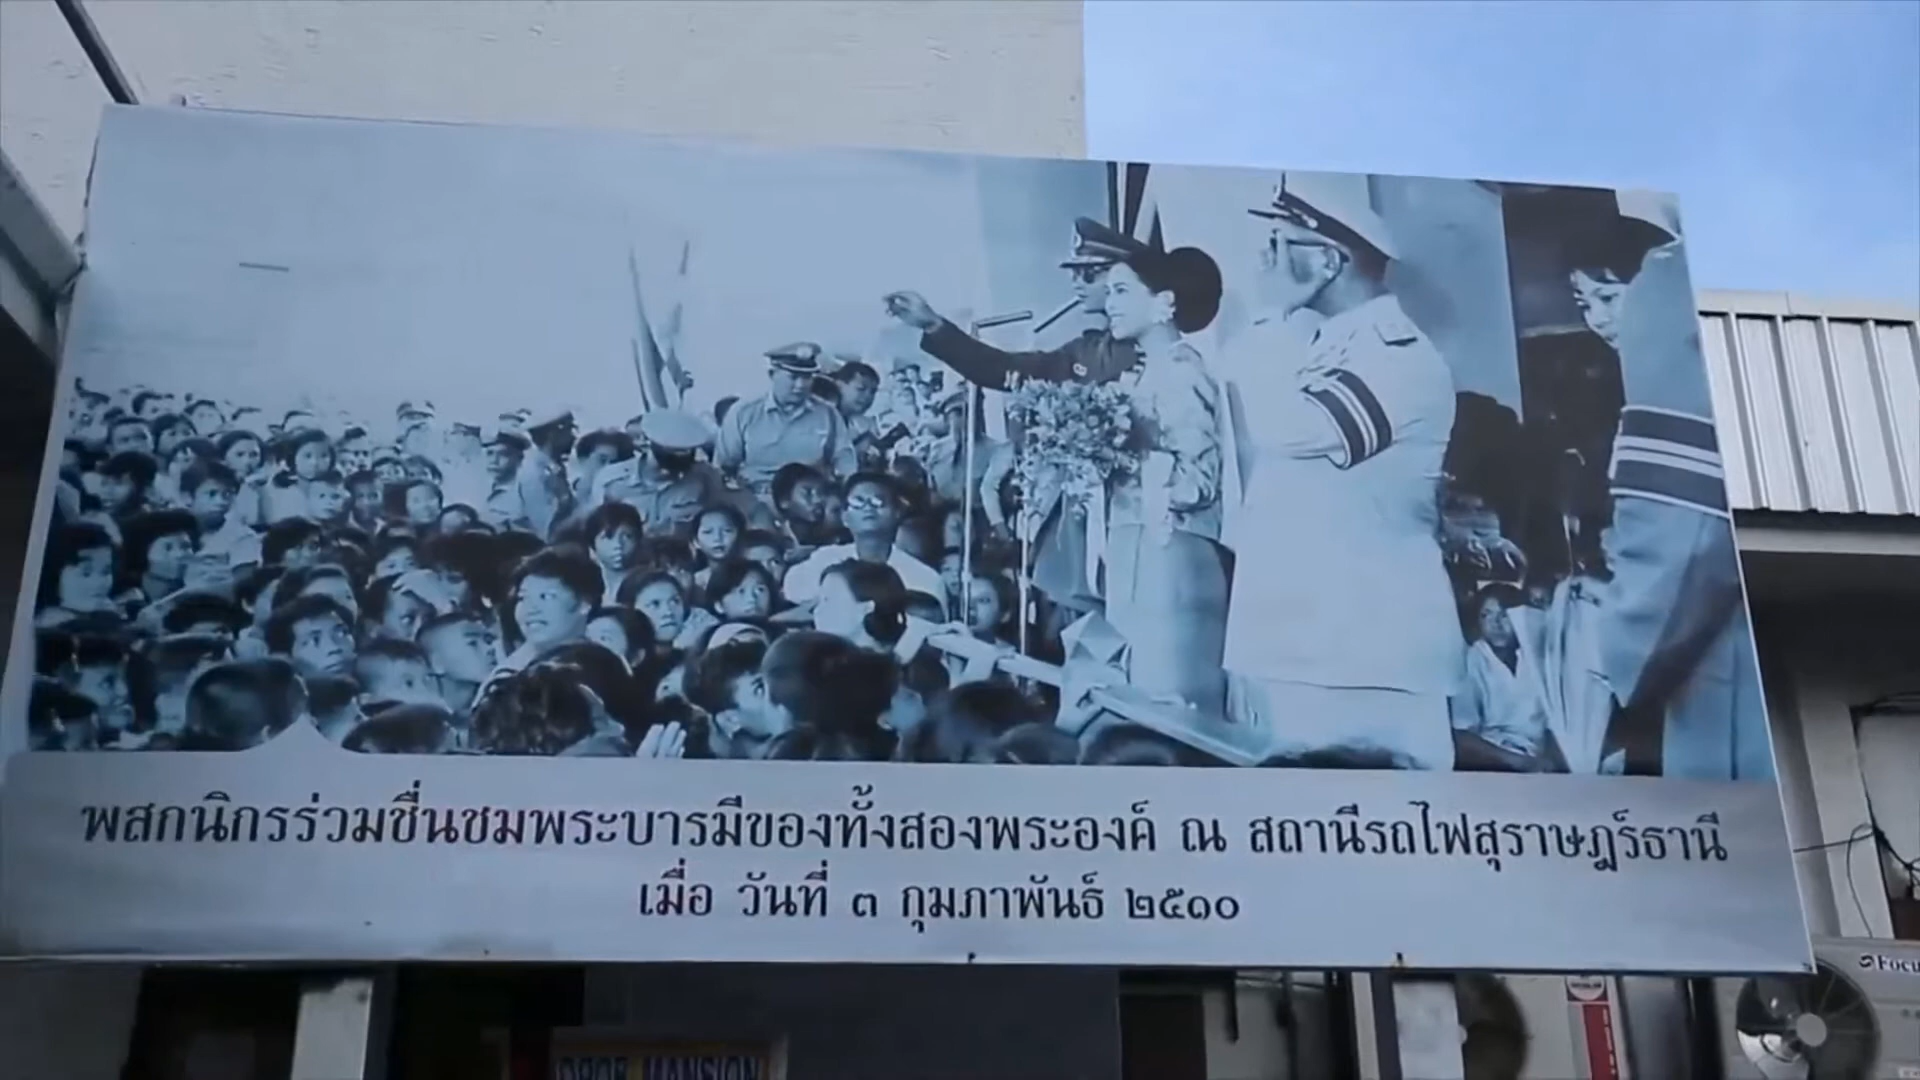 พสกนิกรร่วมชื่นชมพระบารมีของทั้งสองพระองค์ ณ สถานีรถไฟสุราษฎร์ธานี
เมื่อ วันที่ ๓ กุมภาพันธ์ ๒๕๑๐
Focu
MANSION